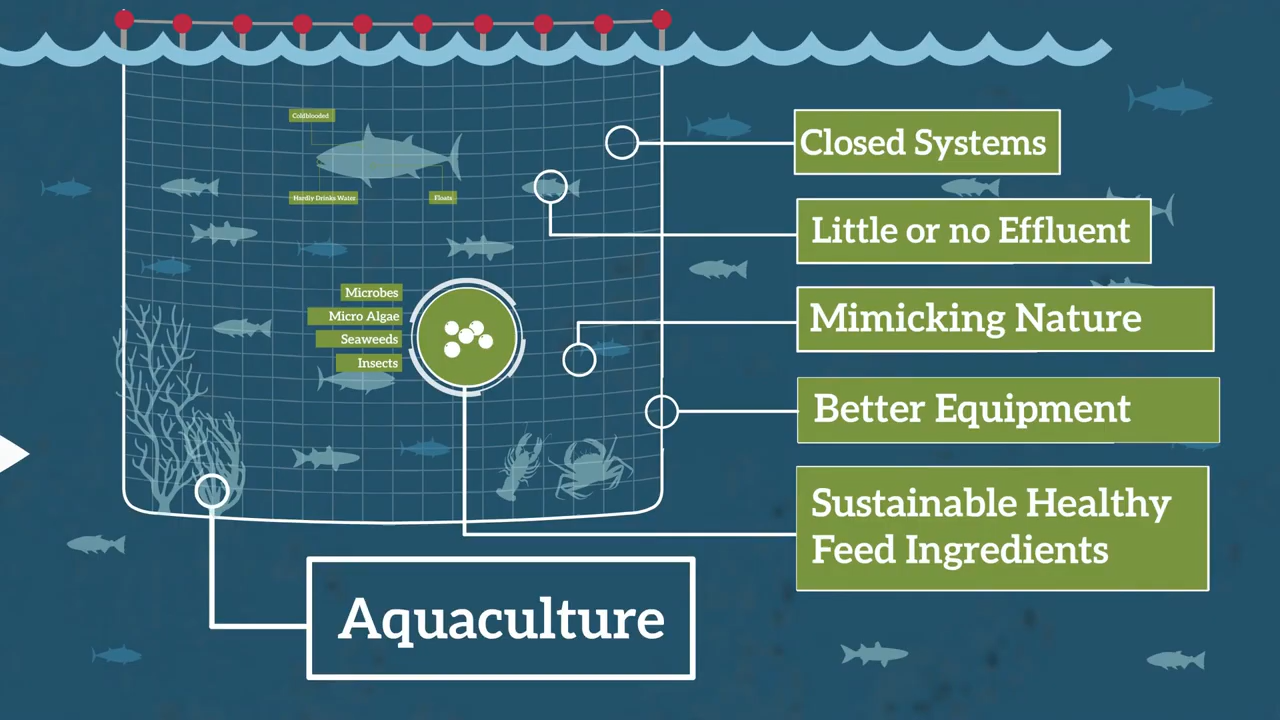 Coldblooded
Hardly Drinks Water
Floats
Microbes
Micro Algae
Seaweeds
Insects
Closed Systems
Little or no Effluent
Mimicking Nature
Better Equipment
Sustainable Healthy
Feed Ingredients
Aquaculture